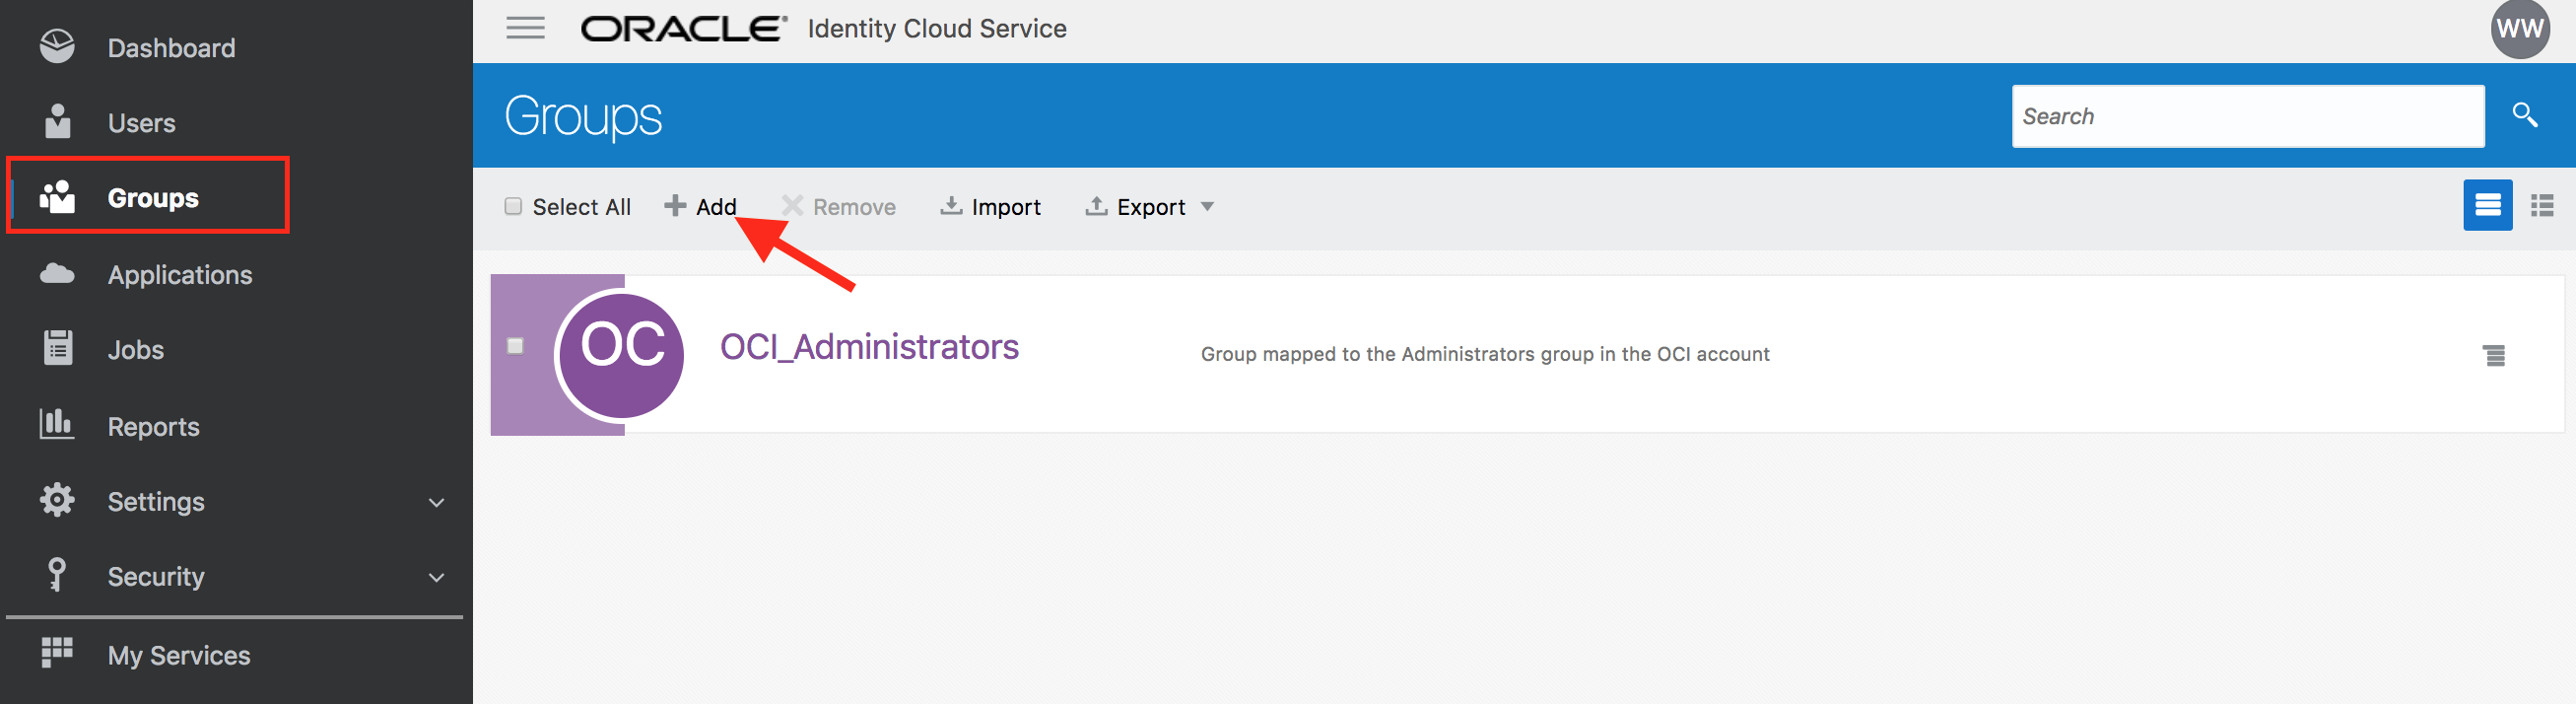 Dashboard
Users
Groups
Applications
Jobs
Reports
Settings
Security
My Services
ORACLE® Identity Cloud Service
WW
Groups
Search
Select All Add Remove Import Export
OC
OCI_Administrators
Group mapped to the Administrators group in the OCI account